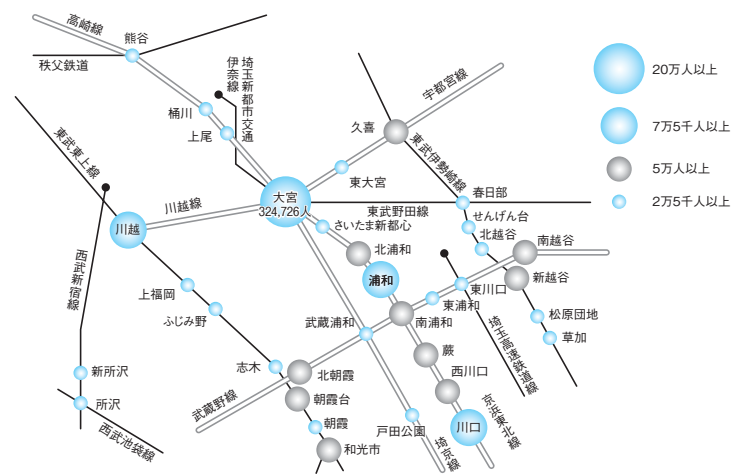 高崎線
熊谷
秩父鉄道
埼玉新都市交通
伊奈線
宇都宮線
20万人以上
桶川
上尾
久喜
7万5千人以上
東武東上線
東武伊勢崎線
東大宮
5万人以上
大宮
324,726人
春日部
2万5千人以上
川越線
東武野田線
せんげん台
川越
さいたま新都心
北越谷
北浦和
南越谷
西武新宿線
浦和
新越谷
上福岡
東川口
東浦和
ふじみ野
武蔵浦和
南浦和
松原団地
埼玉高速鉄道線
草加
蕨
志木
北朝霞
西川口
新所沢
朝霞台
京浜東北線
所沢
武蔵野線
朝霞
戸田公園
川口
西武池袋線
和光市
埼京線